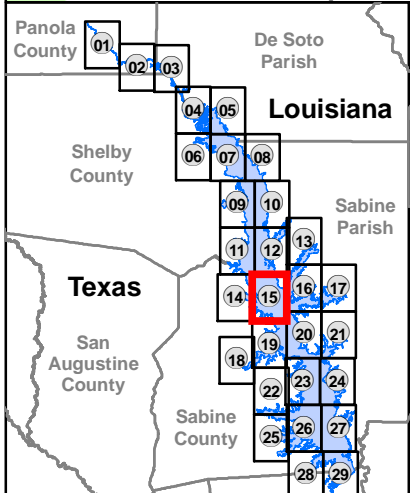 Panola
County
01
02
03
De Soto
Parish
04
05
Louisiana
06
07
08
Shelby
County
09
10
Sabine
Parish
11
12
13
Texas
14
15
16
17
San
Augustine
County
18
19
20
21
22
23
24
Sabine
County
25
26
27
28
29